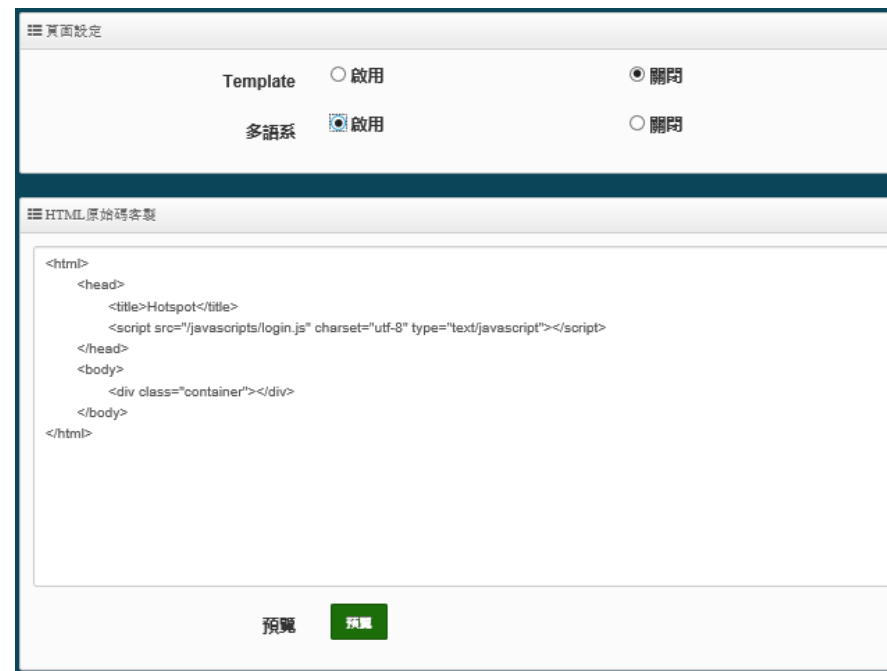 頁面設定
Template 啟用 關閉
多語系 啟用 關閉
HTML原始碼客製
<html>
<head>
<title>Hotspot</title>
<script src="/javascripts/login.js" charset="utf-8" type="text/javascript"></script>
</head>
<body>
<div class="container"></div>
</body>
</html>
預覽 預覽